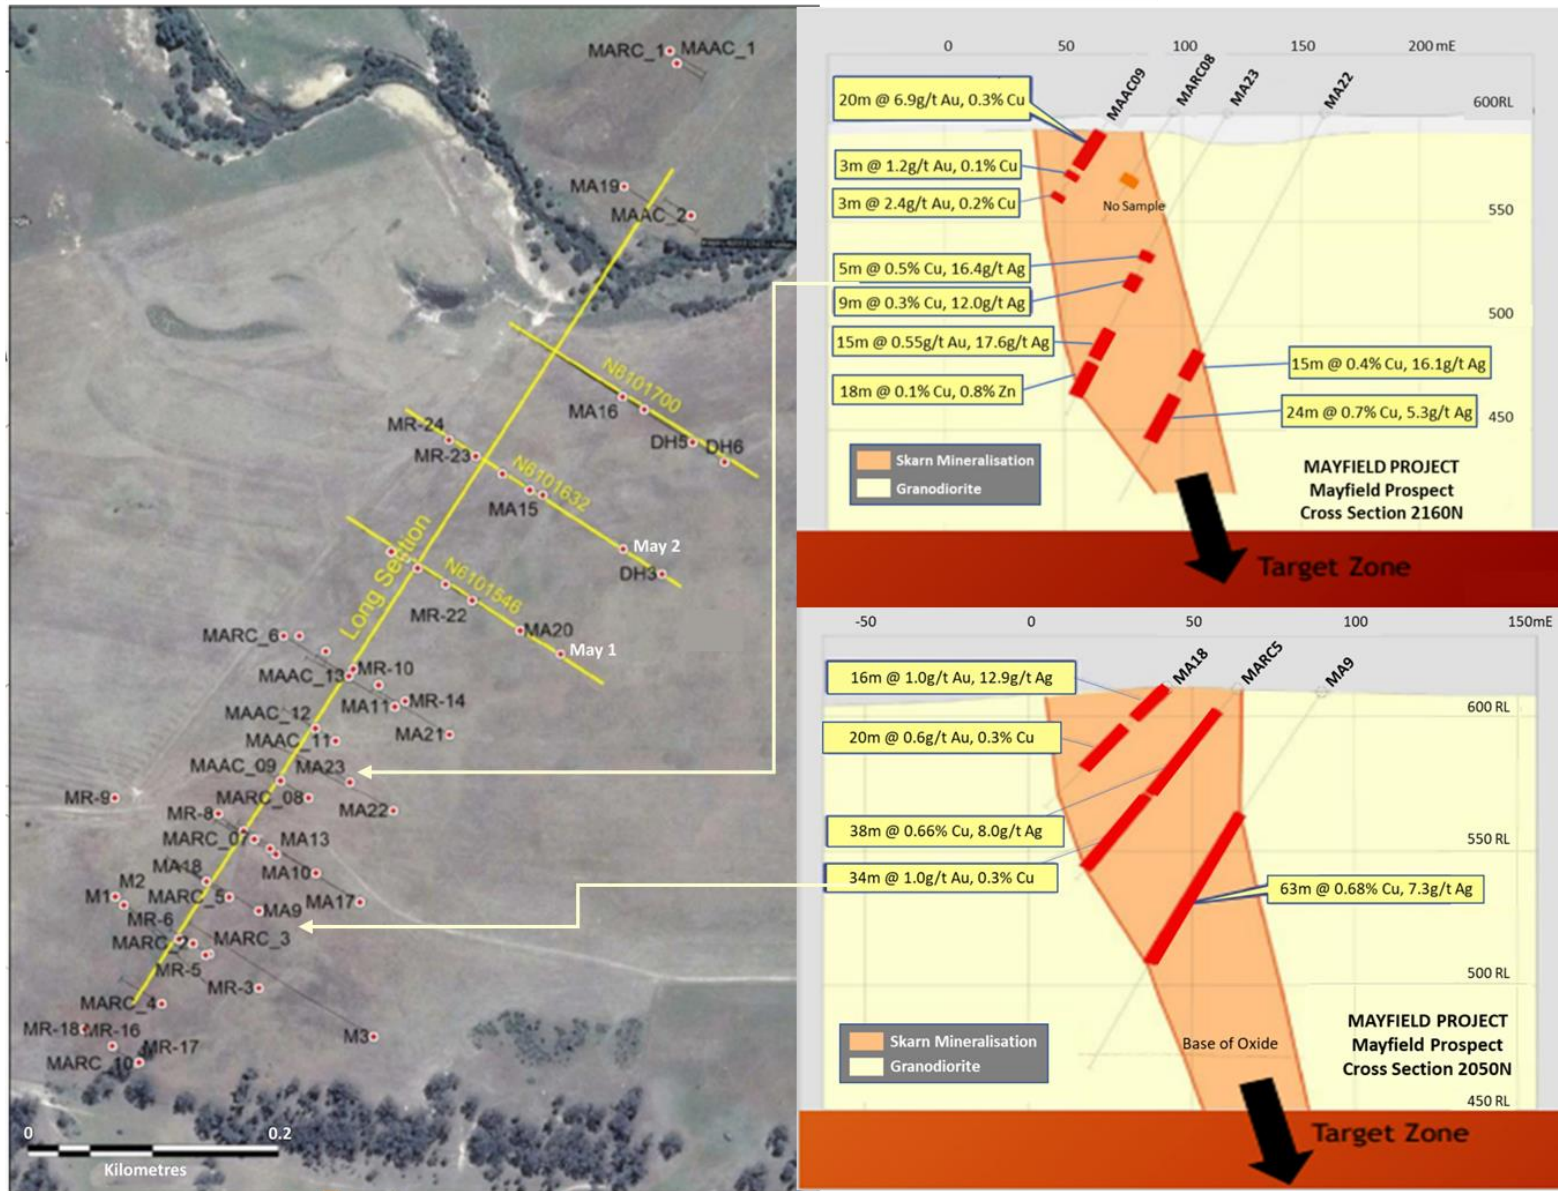 MARC_1
MAAC_1
MA19
MAAC_2
N6101700
MA16
DH5
DH6
MR-24
MR-23
N6101632
MA15
May 2
DH3
Long Section
N6101546
MR-22
MA20
May 1
MARC_6
MR-10
MAAC_13
MR-14
MA11
MAAC_12
MA21
MAAC_11
MAAC_09
MA23
MR-9
MARC_08
MA22
MR-8
MARC_07
MA13
MA18
MA10
M2
M1
MARC_5
MA17
MA9
MR-6
MARC_2
MARC_3
MR-5
MR-3
MARC_4
MR-18
MR-16
M3
MR-17
MARC_10
0
0.2
Kilometres
0
50
100
150
200 mE
MAAC09
MARC08
MA23
MA22
600RL
20m @ 6.9g/t Au, 0.3% Cu
3m @ 1.2g/t Au, 0.1% Cu
3m @ 2.4g/t Au, 0.2% Cu
No Sample
550
5m @ 0.5% Cu, 16.4g/t Ag
9m @ 0.3% Cu, 12.0g/t Ag
500
15m @ 0.55g/t Au, 17.6g/t Ag
15m @ 0.4% Cu, 16.1g/t Ag
18m @ 0.1% Cu, 0.8% Zn
24m @ 0.7% Cu, 5.3g/t Ag
450
Skarn Mineralisation
Granodiorite
MAYFIELD PROJECT
Mayfield Prospect
Cross Section 2160N
Target Zone
-50
0
50
100
150mE
MA18
MARC5
MA9
16m @ 1.0g/t Au, 12.9g/t Ag
600 RL
20m @ 0.6g/t Au, 0.3% Cu
38m @ 0.66% Cu, 8.0g/t Ag
550 RL
34m @ 1.0g/t Au, 0.3% Cu
63m @ 0.68% Cu, 7.3g/t Ag
500 RL
Skarn Mineralisation
Granodiorite
Base of Oxide
MAYFIELD PROJECT
Mayfield Prospect
Cross Section 2050N
450 RL
Target Zone